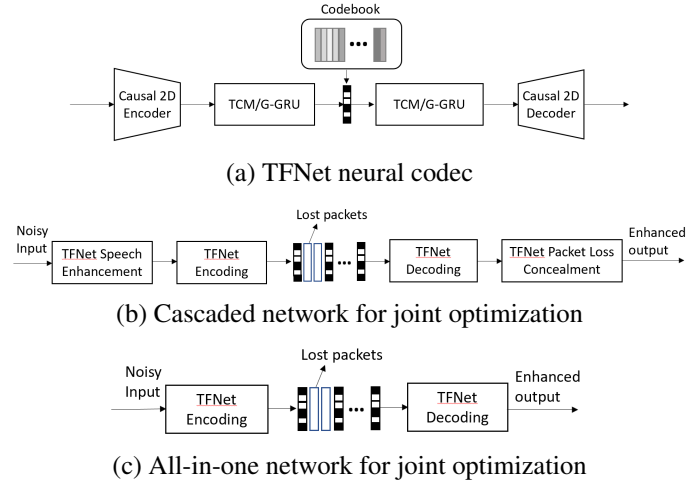 Codebook
Causal 2D
Encoder
TCM/G-GRU
TCM/G-GRU
Causal 2D
Decoder
(a) TFNet neural codec
Lost packets
Noisy
Input
TFNet Speech
Enhancement
TFNet
Encoding
TFNet
Decoding
TFNet Packet Loss
Concealment
Enhanced
output
(b) Cascaded network for joint optimization
Lost packets
Noisy
Input
TFNet
Encoding
TFNet
Decoding
Enhanced
output
(c) All-in-one network for joint optimization